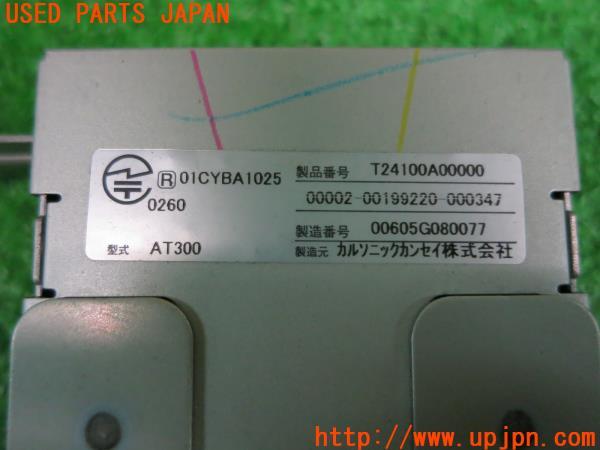 USED PARTS JAPAN
R 01CYBA1025
0260
型式 AT300
製品番号 T24100A00000
00002-00199220-000347
製造番号 00605G080077
製造元 カルソニックカンセイ株式会社
http://www.upjpn.com/